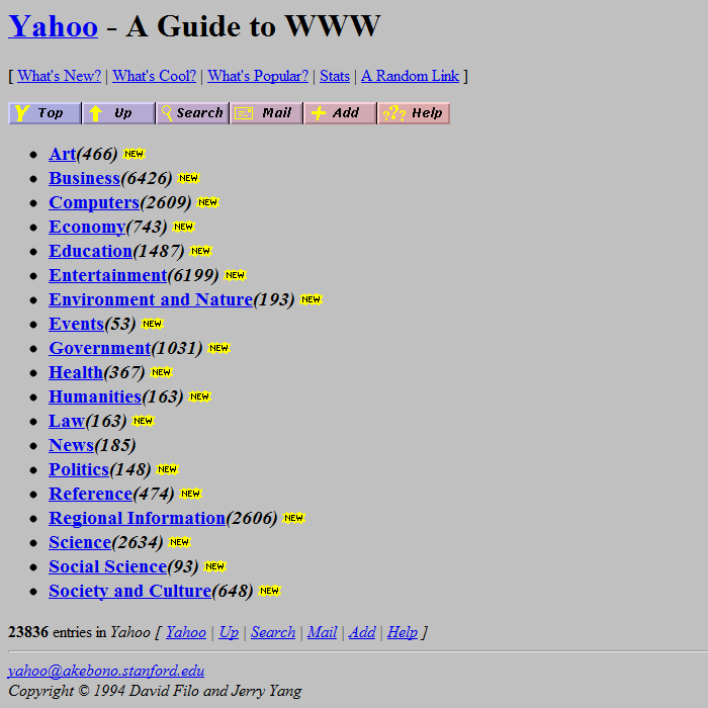 Yahoo - A Guide to WWW
[ What's New? | What's Cool? | What's Popular? | Stats | A Random Link ]
Y Top Up Search Mail Add ??? Help
Art(466) NEW
Business(6426) NEW
Computers(2609) NEW
Economy(743) NEW
Education(1487) NEW
Entertainment(6199) NEW
Environment and Nature(193) NEW
Events(53) NEW
Government(1031) NEW
Health(367) NEW
Humanities(163) NEW
Law(163) NEW
News(185)
Politics(148) NEW
Reference(474) NEW
Regional Information(2606) NEW
Science(2634) NEW
Social Science(93) NEW
Society and Culture(648) NEW
23836 entries in Yahoo [ Yahoo | Up | Search | Mail | Add | Help ]
yahoo@akebono.stanford.edu
Copyright © 1994 David Filo and Jerry Yang